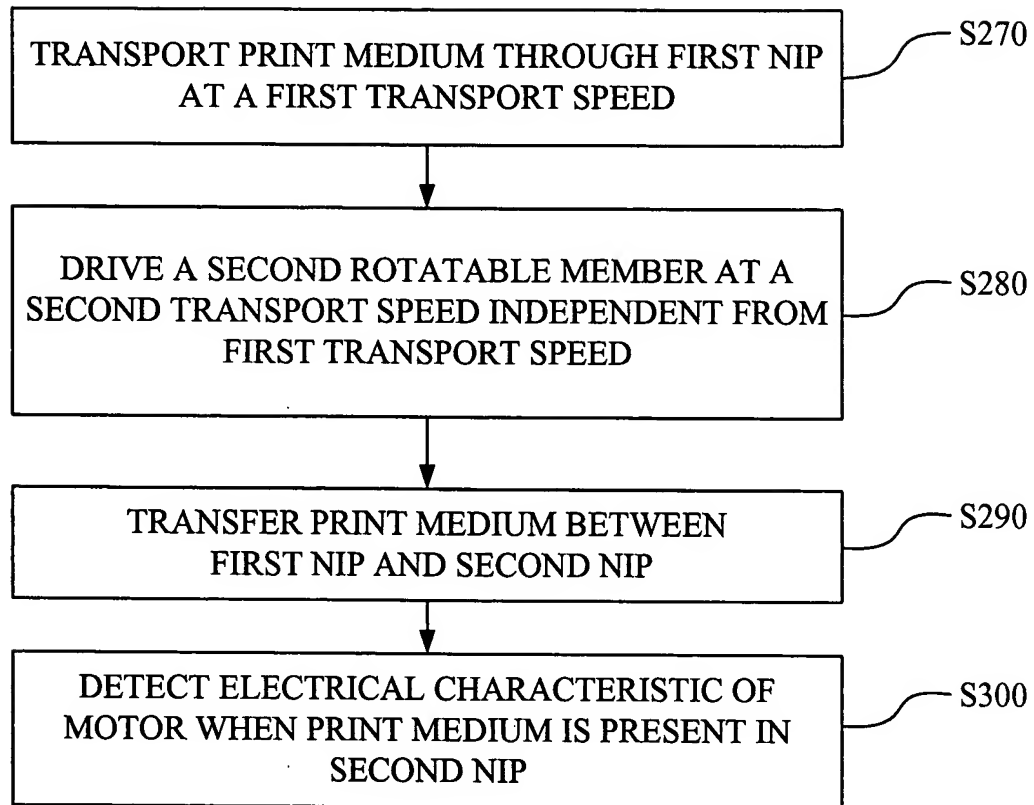 TRANSPORT PRINT MEDIUM THROUGH FIRST NIP
AT A FIRST TRANSPORT SPEED
S270
DRIVE A SECOND ROTATABLE MEMBER AT A
SECOND TRANSPORT SPEED INDEPENDENT FROM
FIRST TRANSPORT SPEED
S280
TRANSFER PRINT MEDIUM BETWEEN
FIRST NIP AND SECOND NIP
S290
DETECT ELECTRICAL CHARACTERISTIC OF
MOTOR WHEN PRINT MEDIUM IS PRESENT IN
SECOND NIP
S300